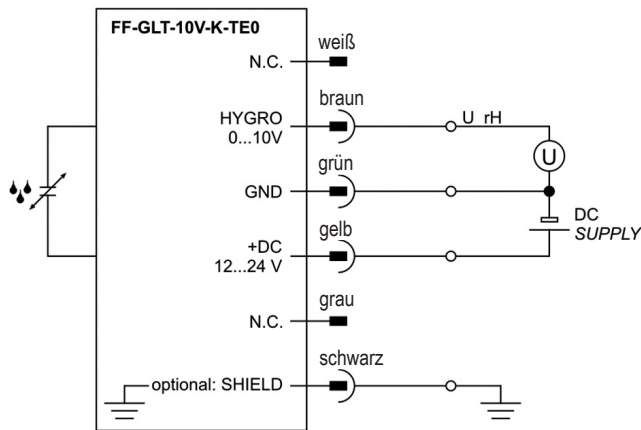 FF-GLT-10V-K-TE0
weiß
N.C.
braun
HYGRO
0...10V
U rH
U
grün
GND
DC
SUPPLY
gelb
+DC
12...24 V
grau
N.C.
schwarz
optional: SHIELD